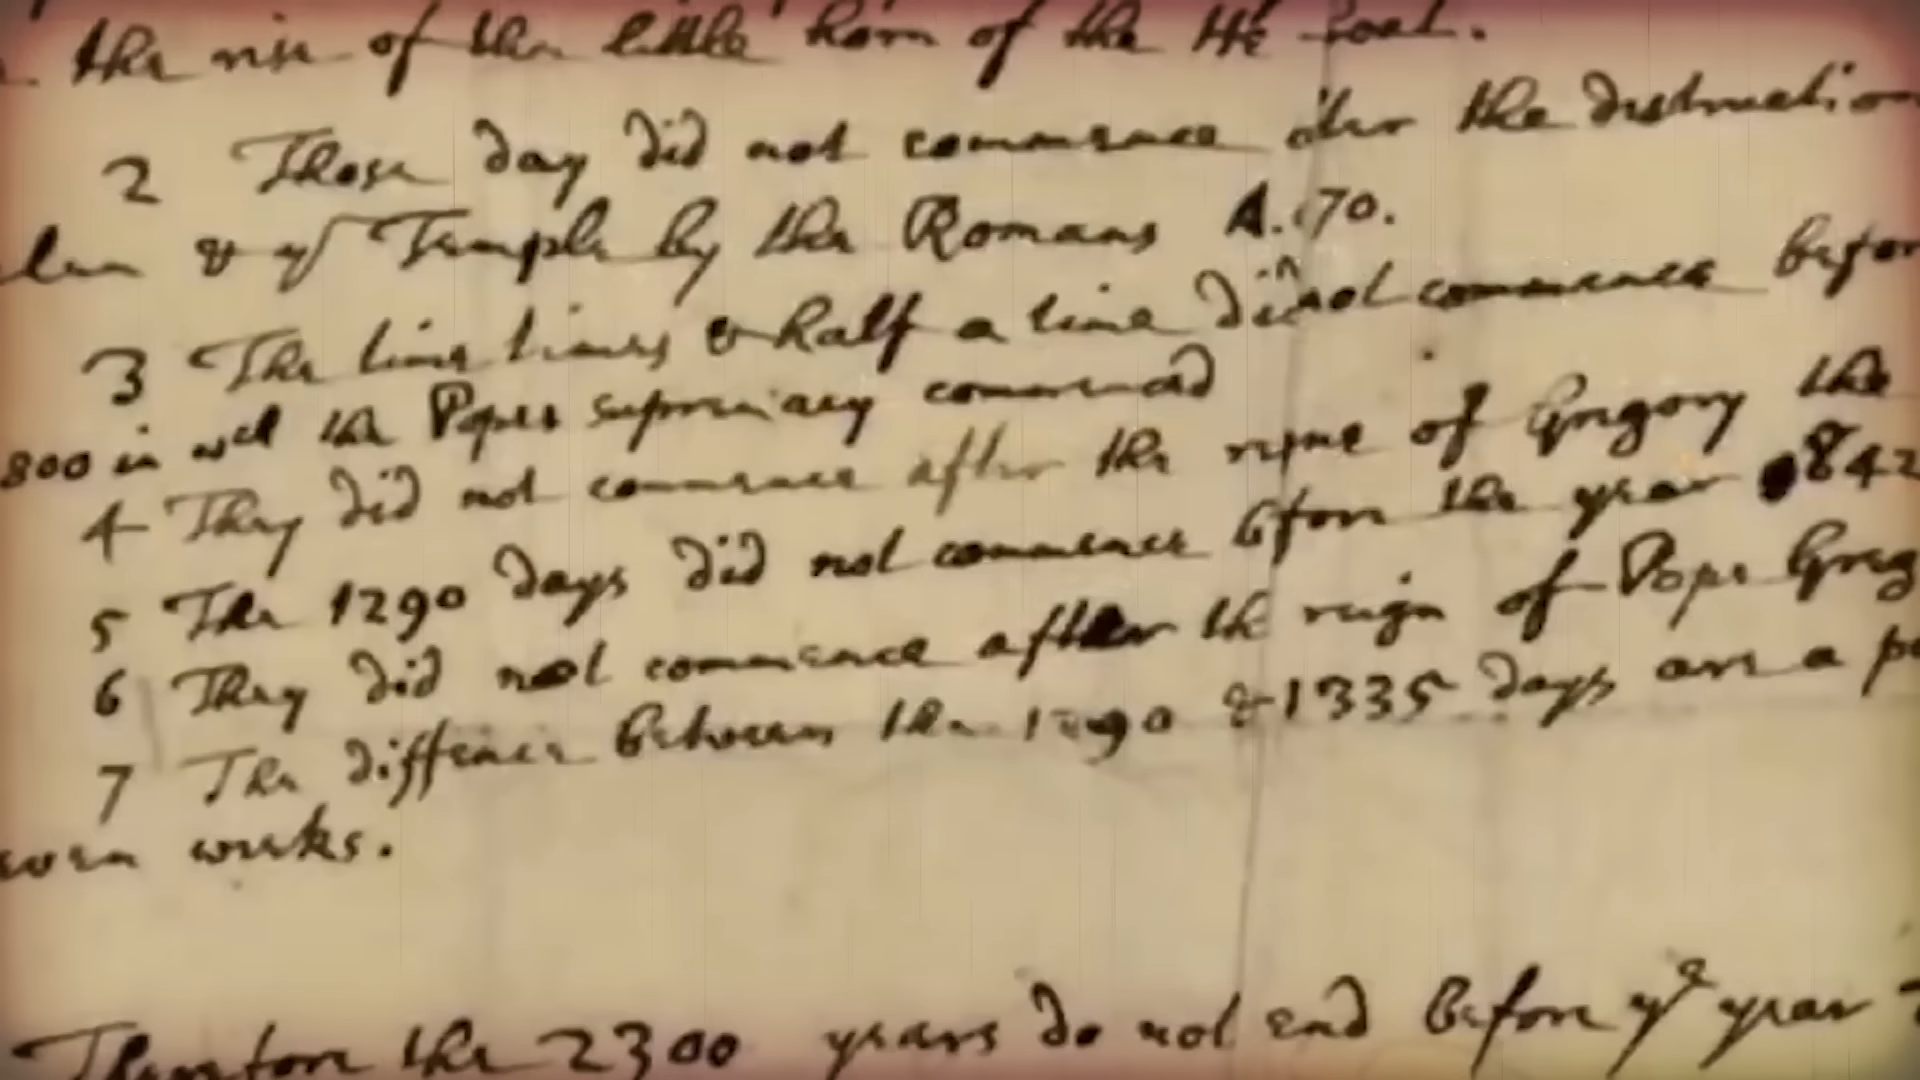 the rise of the little horn of the He Goat.
2 Those day did not commence after the destruction
lem & ye Temple by the Romans A. 70.
3 The time times & half a time did not commence before
800 in wch the Popes supremacy commenced
4 They did not commence after the reigne of Gregory the
5 The 1290 days did not commence before the year 842
6 They did not commence after the reign of Pope Greg
7 The difference between the 1290 & 1335 days are a
weeks.
Therefore the 2300 years do not end before ye year